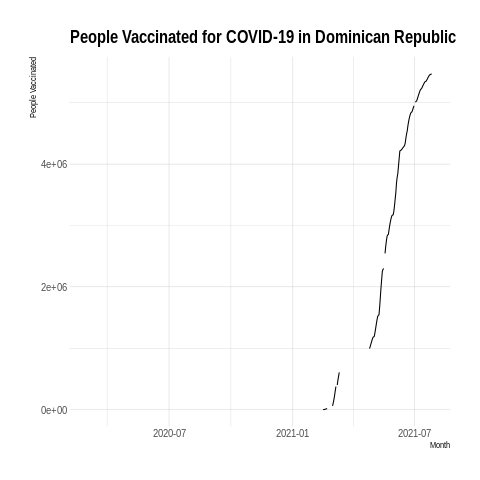 People Vaccinated for COVID-19 in Dominican Republic
People Vaccinated
4e+06
2e+06
0e+00
2020-07
2021-01
2021-07
Month